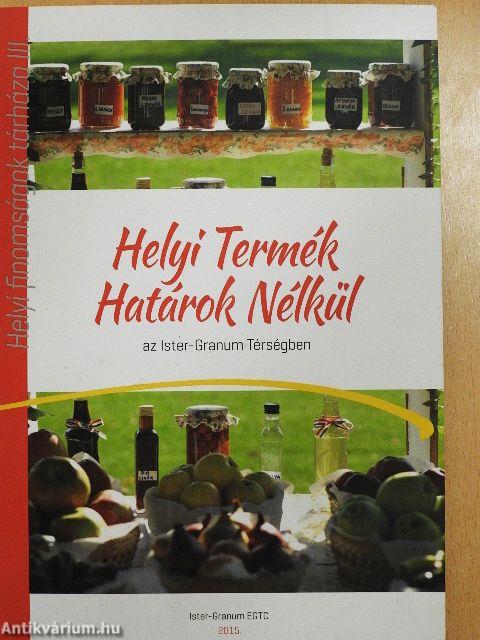 Helyi finomságok tárháza III.
Helyi Termék
Határok Nélkül
az Ister-Granum Térségben
Ister-Granum EGTC
2015.
Antikvárium.hu